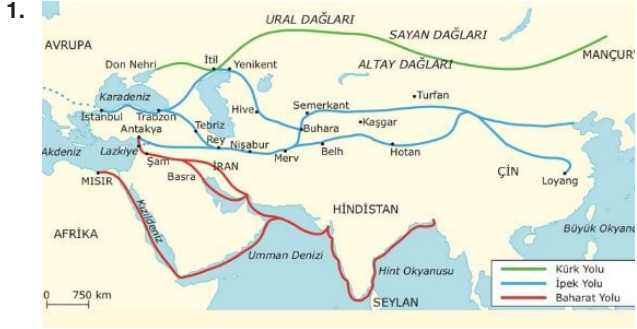 1.
URAL DAĞLARI
SAYAN DAĞLARI
AVRUPA
ALTAY DAĞLARI
MANÇURY
Don Nehri
İtil
Yenikent
Karadeniz
Turfan
Semerkant
İstanbul
Trabzon
Hive
Kaşgar
Antakya
Tebriz
Buhara
Rey
Nişabur
Akdeniz
Lazkiye
Merv
Belh
Hotan
Şam
İRAN
ÇİN
MISIR
Basra
Loyang
Kızıldeniz
HİNDİSTAN
AFRİKA
Büyük Okyanu
Umman Denizi
Hint Okyanusu
Kürk Yolu
İpek Yolu
Baharat Yolu
0 750 km
SEYLAN